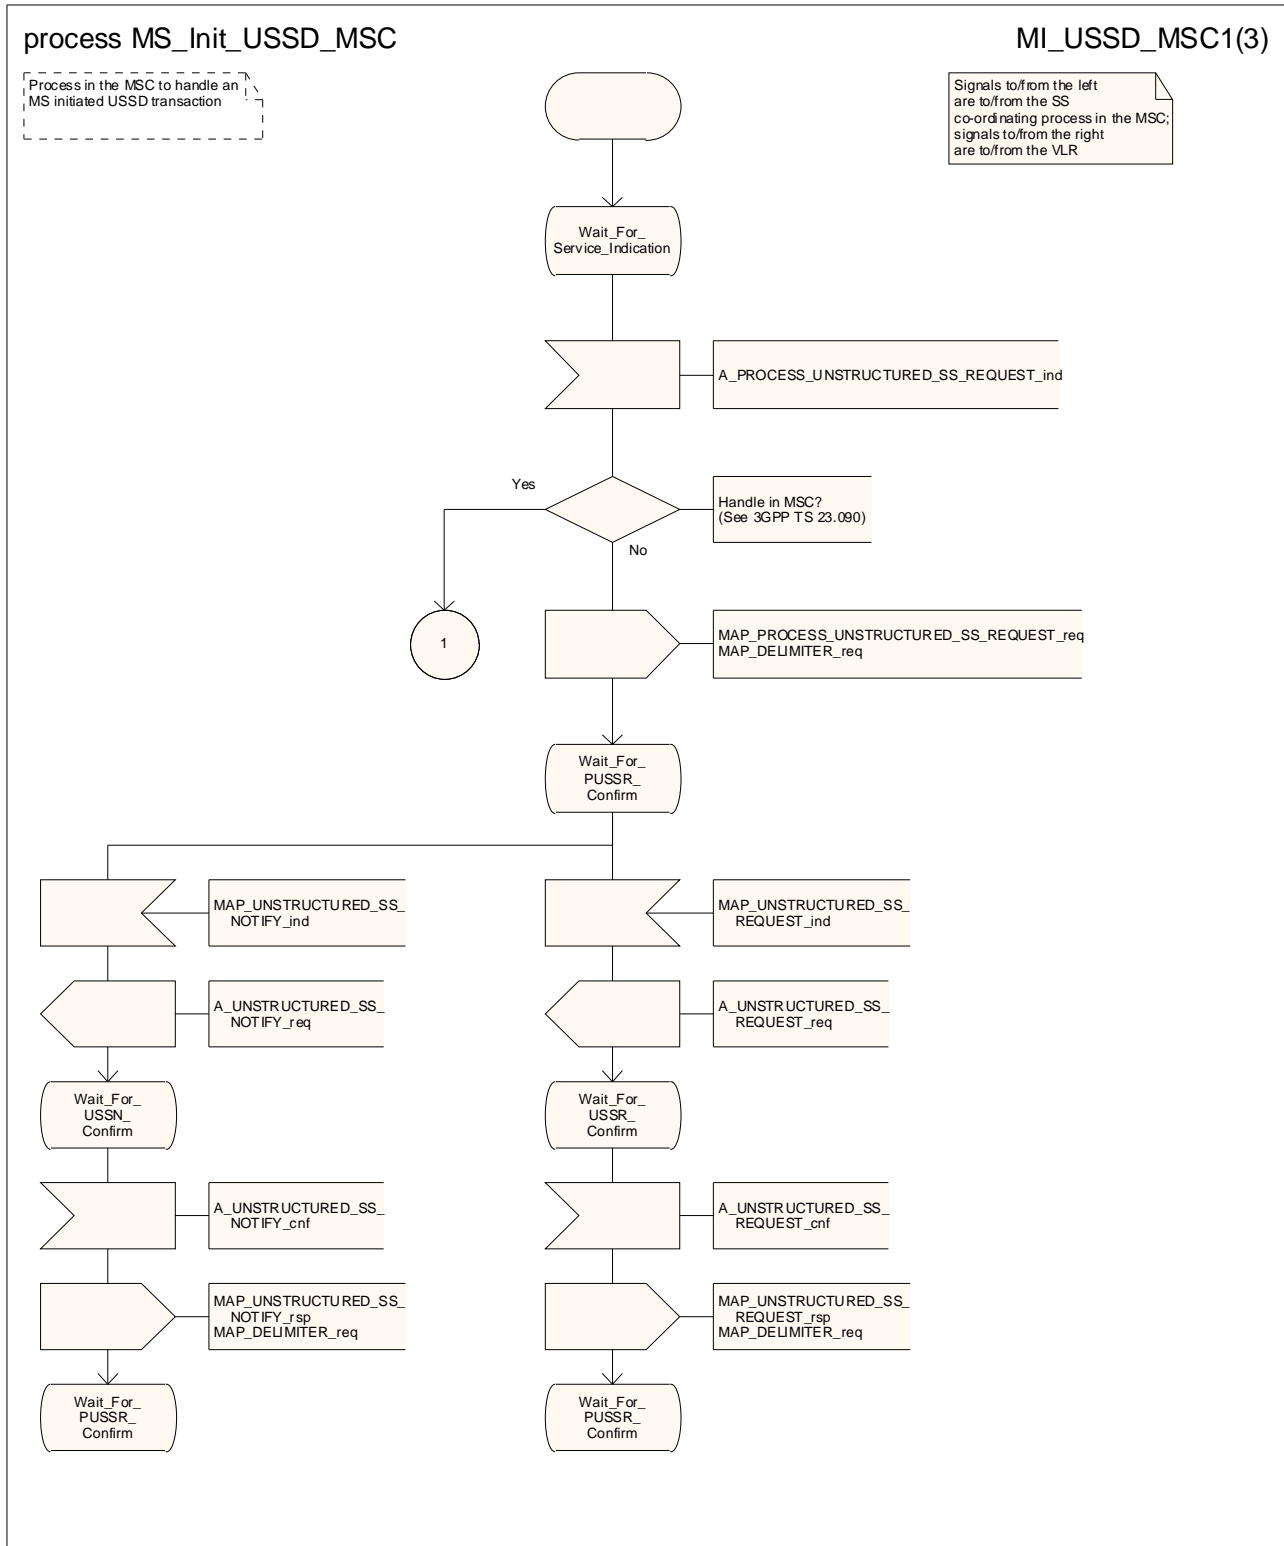 process MS_Init_USSD_MSC
MI_USSD_MSC1(3)
Process in the MSC to handle an
MS initiated USSD transaction
Signals to/from the left
are to/from the SS
co-ordinating process in the MSC;
signals to/from the right
are to/from the VLR
Wait_For_
Service_Indication
A_PROCESS_UNSTRUCTURED_SS_REQUEST_ind
Yes
Handle in MSC?
(See 3GPP TS 23.090)
No
1
MAP_PROCESS_UNSTRUCTURED_SS_REQUEST_req
MAP_DELIMITER_req
Wait_For_
PUSSR_
Confirm
MAP_UNSTRUCTURED_SS_
NOTIFY_ind
MAP_UNSTRUCTURED_SS_
REQUEST_ind
A_UNSTRUCTURED_SS_
NOTIFY_req
A_UNSTRUCTURED_SS_
REQUEST_req
Wait_For_
USSN_
Confirm
Wait_For_
USSR_
Confirm
A_UNSTRUCTURED_SS_
NOTIFY_cnf
A_UNSTRUCTURED_SS_
REQUEST_cnf
MAP_UNSTRUCTURED_SS_
NOTIFY_rsp
MAP_DELIMITER_req
MAP_UNSTRUCTURED_SS_
REQUEST_rsp
MAP_DELIMITER_req
Wait_For_
PUSSR_
Confirm
Wait_For_
PUSSR_
Confirm